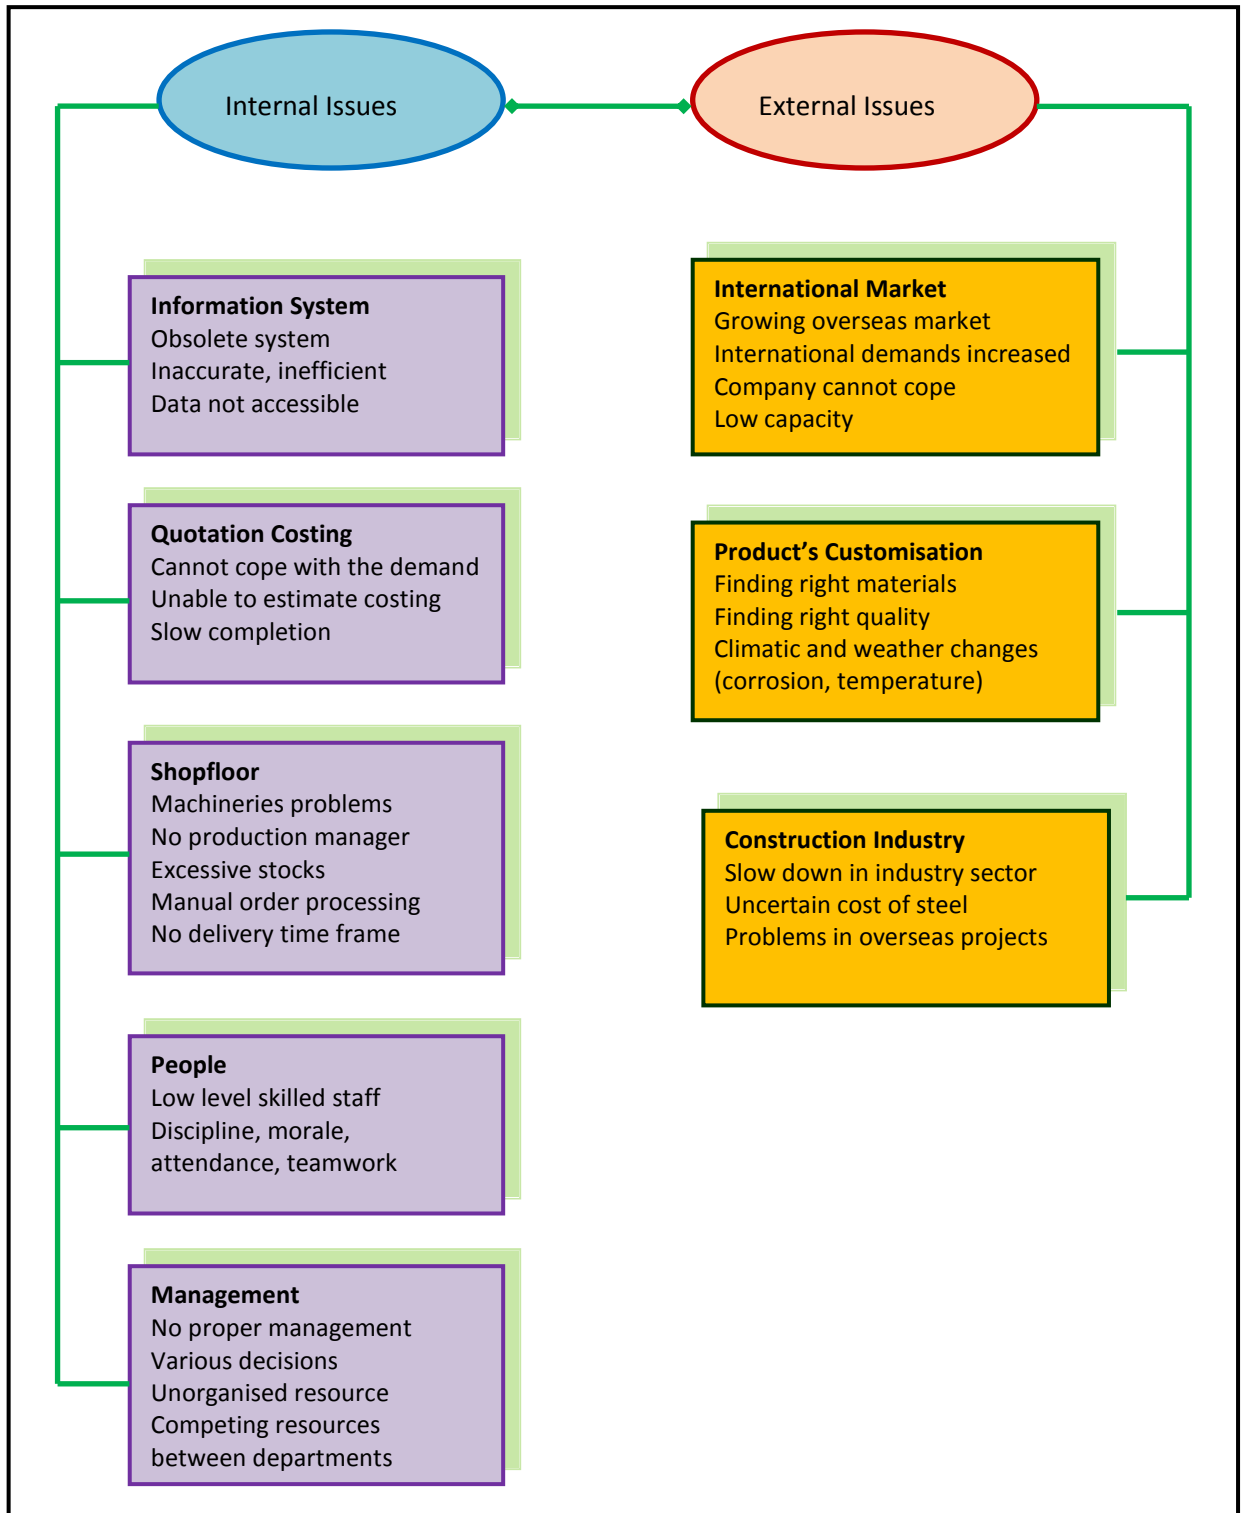 Internal Issues
External Issues
Information System
Obsolete system
Inaccurate, inefficient
Data not accessible
Quotation Costing
Cannot cope with the demand
Unable to estimate costing
Slow completion
Shopfloor
Machineries problems
No production manager
Excessive stocks
Manual order processing
No delivery time frame
People
Low level skilled staff
Discipline, morale,
attendance, teamwork
Management
No proper management
Various decisions
Unorganised resource
Competing resources
between departments
International Market
Growing overseas market
International demands increased
Company cannot cope
Low capacity
Product’s Customisation
Finding right materials
Finding right quality
Climatic and weather changes
(corrosion, temperature)
Construction Industry
Slow down in industry sector
Uncertain cost of steel
Problems in overseas projects